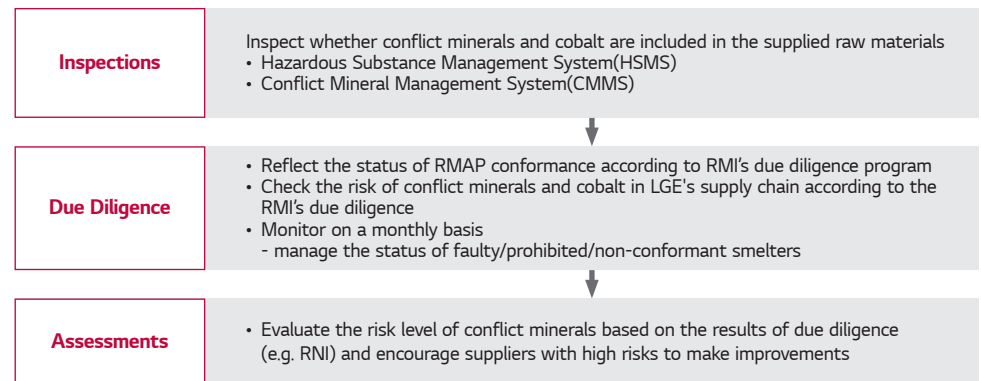 Inspections
Inspect whether conflict minerals and cobalt are included in the supplied raw materials
• Hazardous Substance Management System(HSMS)
• Conflict Mineral Management System(CMMS)
Due Diligence
• Reflect the status of RMAP conformance according to RMI's due diligence program
• Check the risk of conflict minerals and cobalt in LGE's supply chain according to the
RMI's due diligence
• Monitor on a monthly basis
- manage the status of faulty/prohibited/non-conformant smelters
Assessments
• Evaluate the risk level of conflict minerals based on the results of due diligence
(e.g. RNI) and encourage suppliers with high risks to make improvements